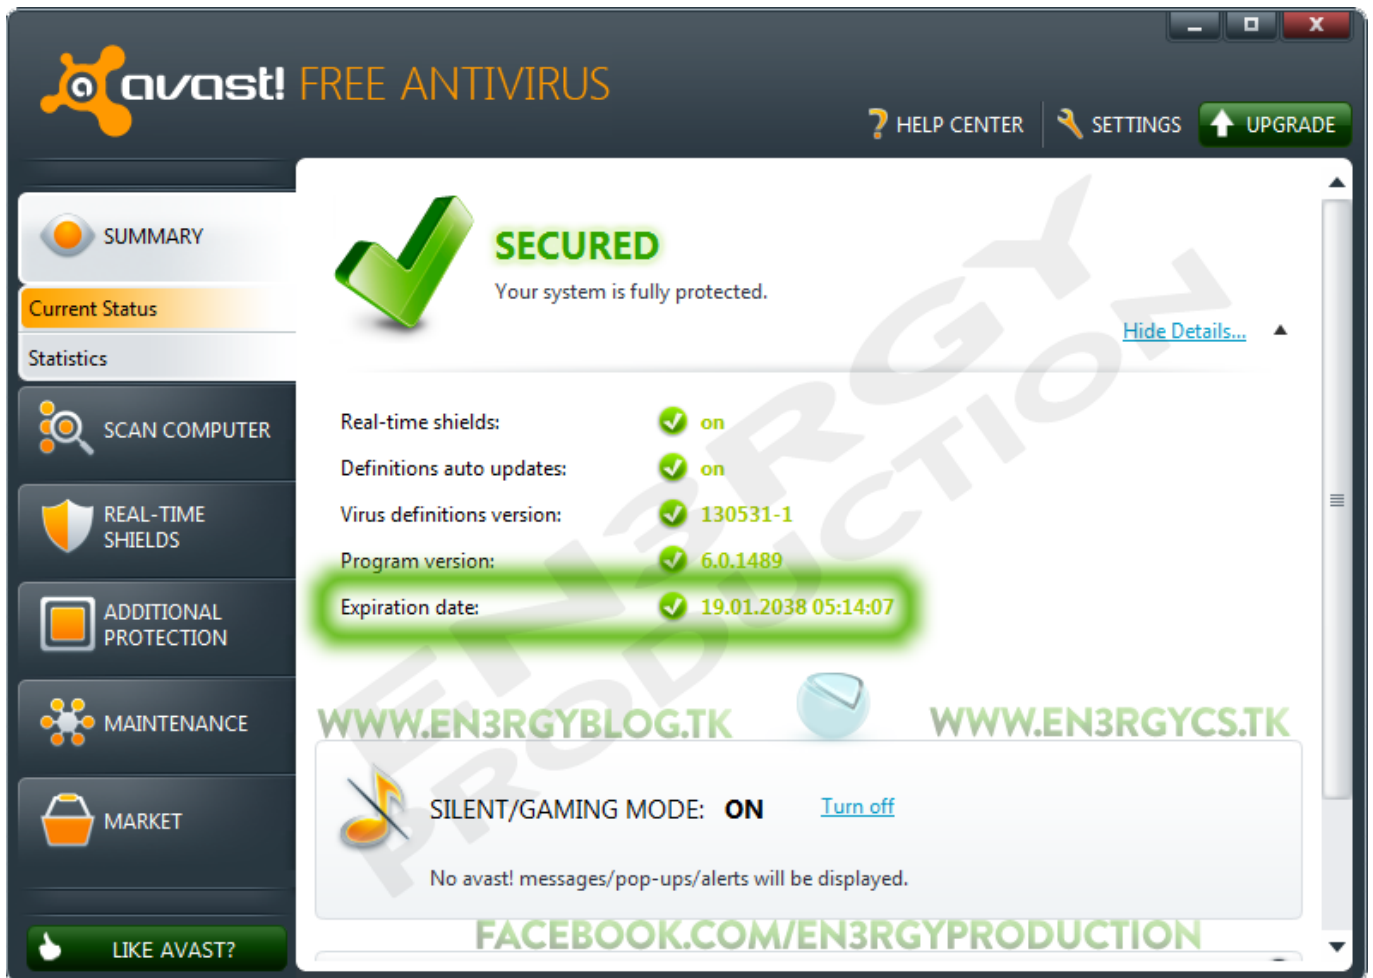 avast! FREE ANTIVIRUS
HELP CENTER
SETTINGS
UPGRADE
SUMMARY
Current Status
Statistics
SCAN COMPUTER
REAL-TIME
SHIELDS
ADDITIONAL
PROTECTION
MAINTENANCE
MARKET
LIKE AVAST?
SECURED
Your system is fully protected.
Hide Details...
Real-time shields: on
Definitions auto updates: on
Virus definitions version: 130531-1
Program version: 6.0.1489
Expiration date: 19.01.2038 05:14:07
EN3RGY
PRODUCTION
WWW.EN3RGYBLOG.TK
WWW.EN3RGYCS.TK
SILENT/GAMING MODE: ON Turn off
No avast! messages/pop-ups/alerts will be displayed.
FACEBOOK.COM/EN3RGYPRODUCTION